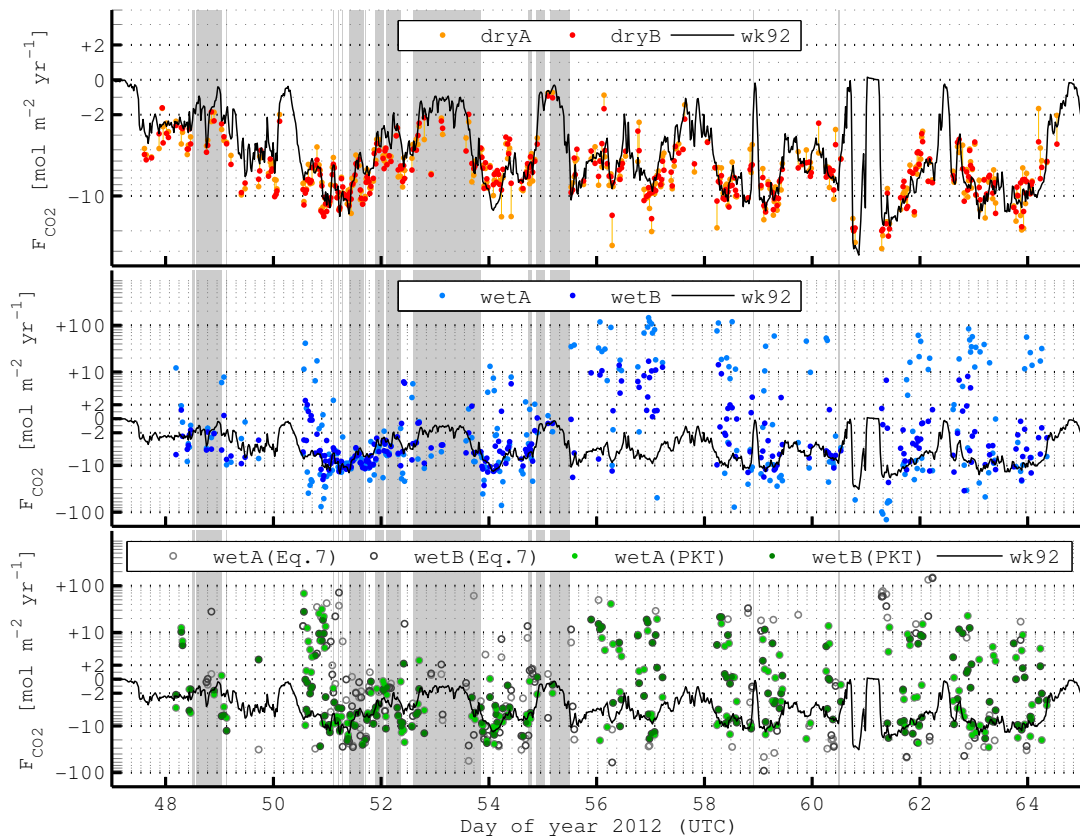 dryA dryB wk92
+2
0
-2
-10
F_CO2 [mol m-2 yr-1]
wetA wetB wk92
+100
+10
+2
0
-2
-10
-100
F_CO2 [mol m-2 yr-1]
wetA(Eq.7) wetB(Eq.7) wetA(PKT) wetB(PKT) wk92
+100
+10
+2
0
-2
-10
-100
F_CO2 [mol m-2 yr-1]
48 50 52 54 56 58 60 62 64
Day of year 2012 (UTC)